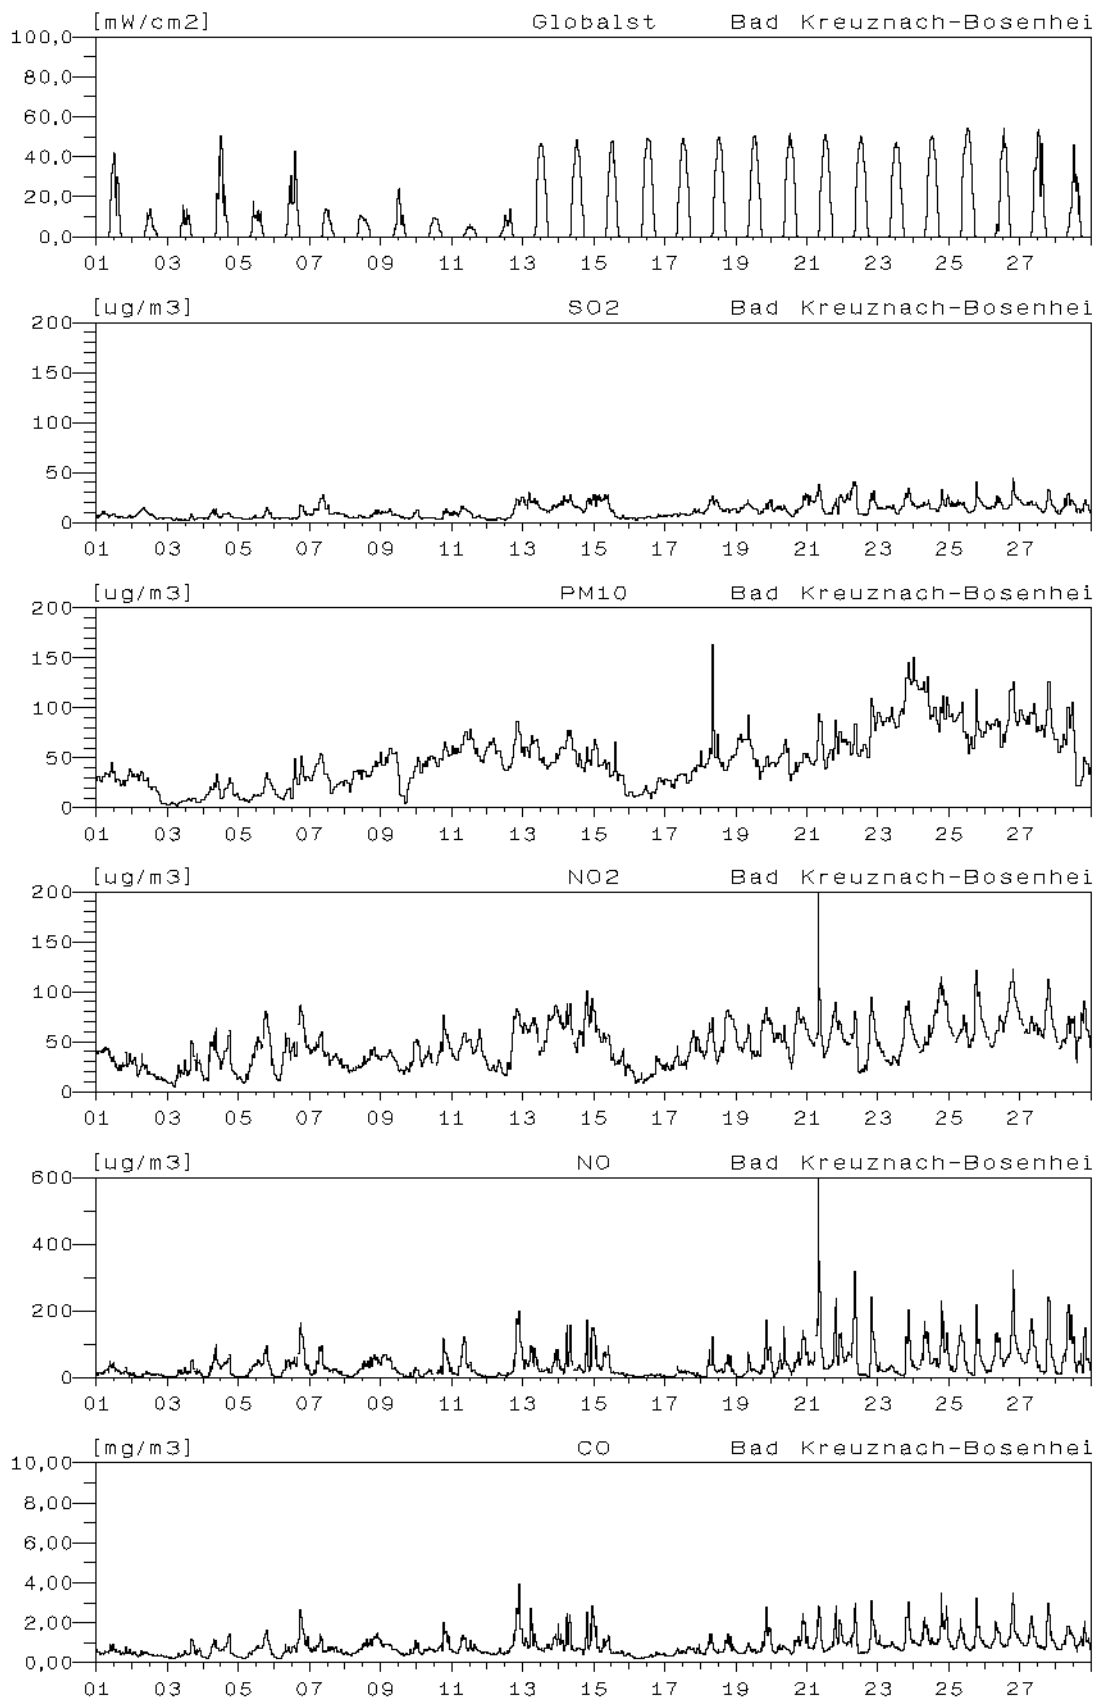 [mW/cm2] Globalst Bad Kreuznach-Bosenhei
100,0
80,0
60,0
40,0
20,0
0,0
01 03 05 07 09 11 13 15 17 19 21 23 25 27
[ug/m3] SO2 Bad Kreuznach-Bosenhei
200
150
100
50
0
01 03 05 07 09 11 13 15 17 19 21 23 25 27
[ug/m3] PM10 Bad Kreuznach-Bosenhei
200
150
100
50
0
01 03 05 07 09 11 13 15 17 19 21 23 25 27
[ug/m3] NO2 Bad Kreuznach-Bosenhei
200
150
100
50
0
01 03 05 07 09 11 13 15 17 19 21 23 25 27
[ug/m3] NO Bad Kreuznach-Bosenhei
600
400
200
0
01 03 05 07 09 11 13 15 17 19 21 23 25 27
[mg/m3] CO Bad Kreuznach-Bosenhei
10,00
8,00
6,00
4,00
2,00
0,00
01 03 05 07 09 11 13 15 17 19 21 23 25 27